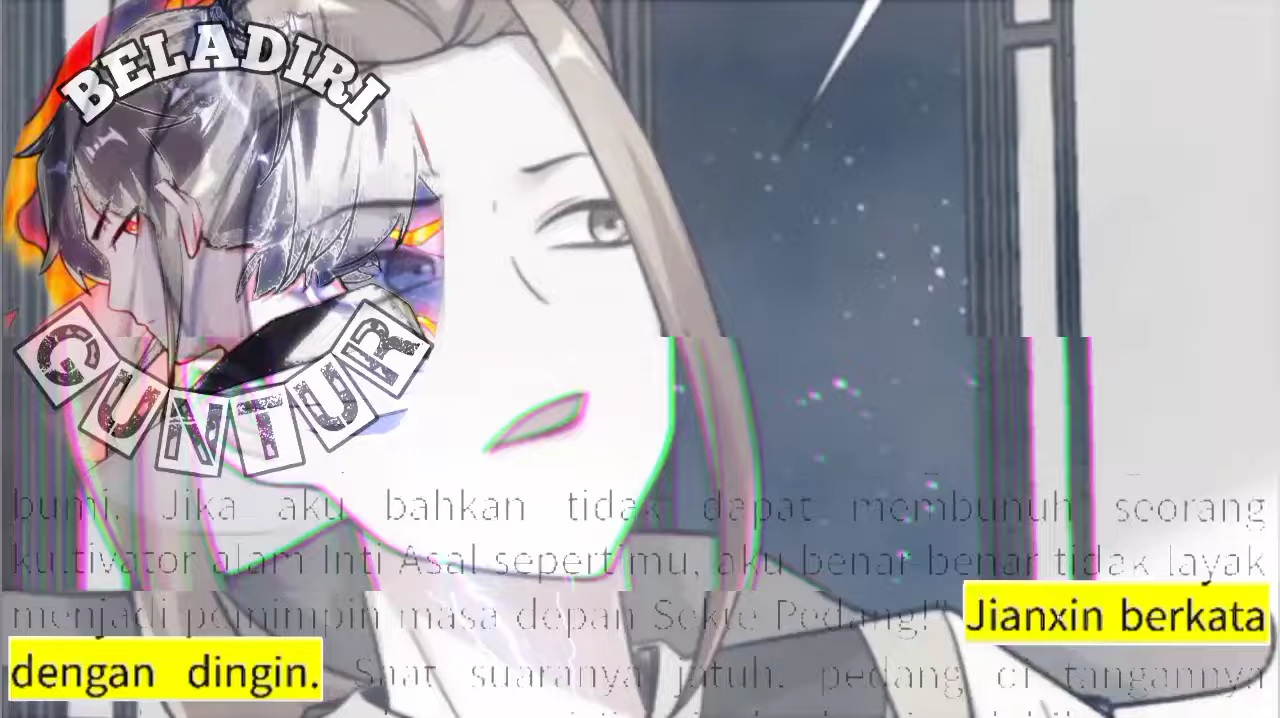 BELADIRI
GUNTUR
bumi. Jika aku bahkan tidak dapat membunuh seorang
kultivator alam Inti Asal sepertimu, aku benar-benar tidak layak
menjadi pemimpin masa depan Sekte Pedang!" Jianxin berkata
dengan dingin. Saat suaranya jatuh, pedang di tangannya